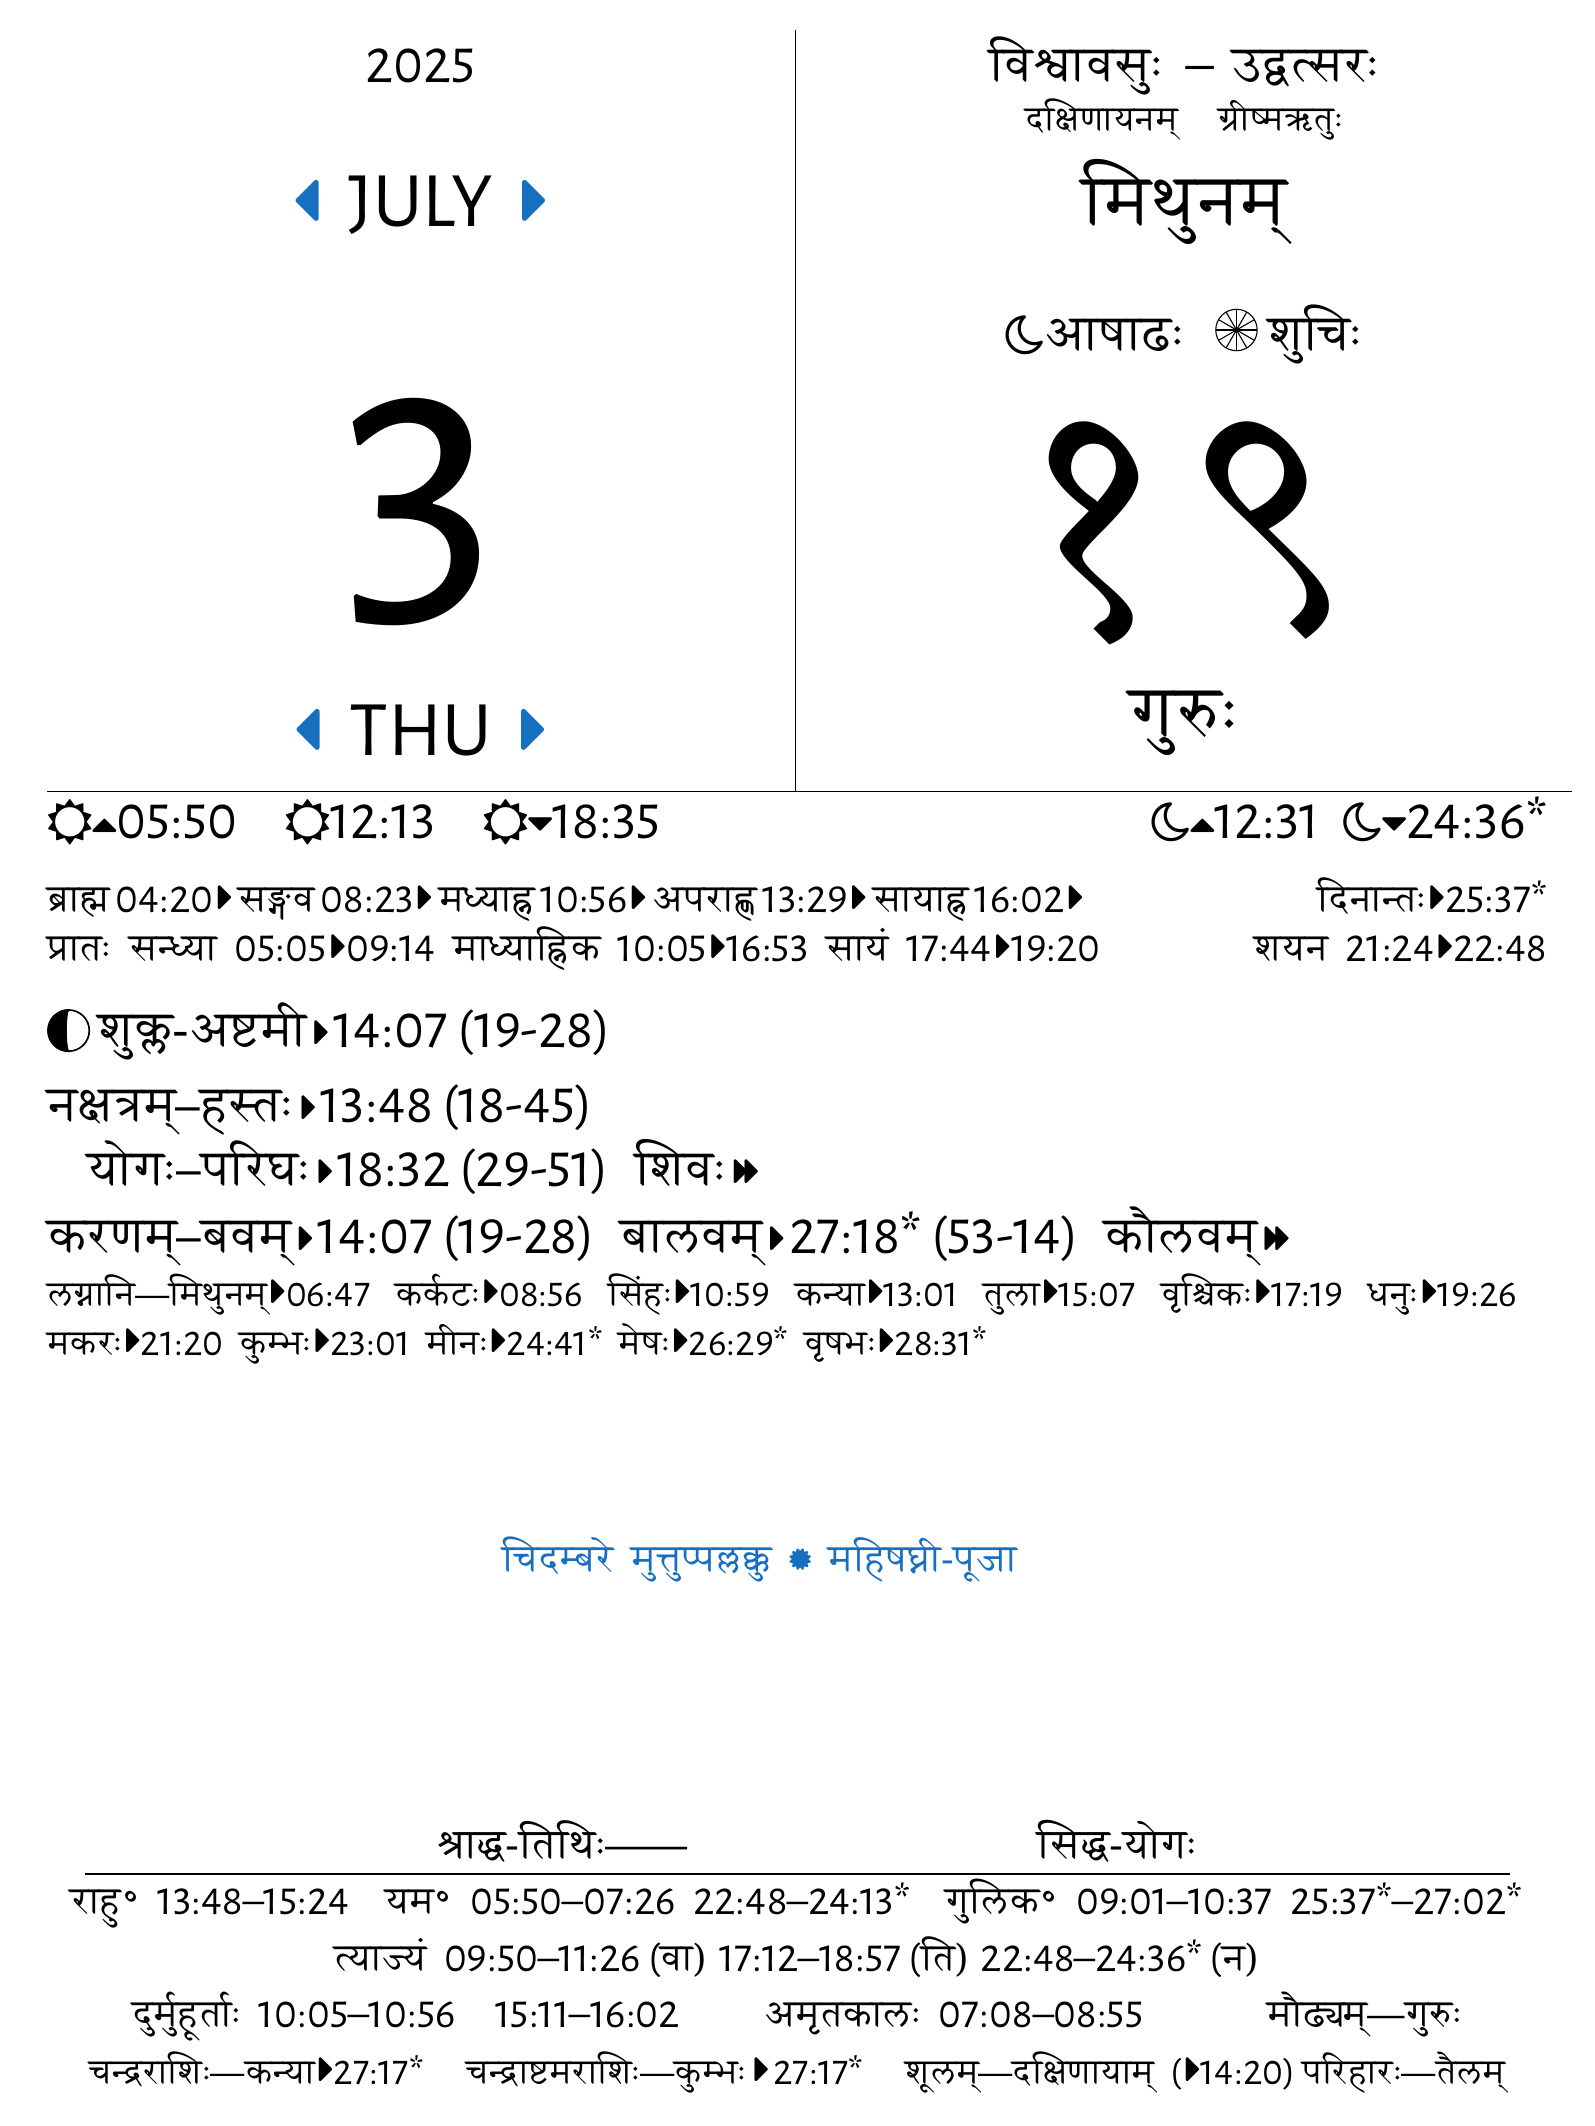 2025
JULY
3
THU
विश्वावसुः – उद्वत्सरः
दक्षिणायनम् ग्रीष्मऋतुः
मिथुनम्
आषाढः शुचिः
१९
गुरुः
05:50 12:13 18:35 12:31 24:36*
ब्राह्म 04:20 सङ्गव 08:23 मध्याह्न 10:56 अपराह्ण 13:29 सायाह्न 16:02 दिनान्तः 25:37*
प्रातः सन्ध्या 05:05 09:14 माध्याह्निक 10:05 16:53 सायं 17:44 19:20 शयन 21:24 22:48
शुक्ल-अष्टमी 14:07 (19-28)
नक्षत्रम्–हस्तः 13:48 (18-45)
योगः–परिघः 18:32 (29-51) शिवः
करणम्–बवम् 14:07 (19-28) बालवम् 27:18* (53-14) कौलवम्
लग्नानि—मिथुनम् 06:47 कर्कटः 08:56 सिंहः 10:59 कन्या 13:01 तुला 15:07 वृश्चिकः 17:19 धनुः 19:26
मकरः 21:20 कुम्भः 23:01 मीनः 24:41* मेषः 26:29* वृषभः 28:31*
चिदम्बरे मुत्तुप्पल्लक्कु ✹ महिषघ्नी-पूजा
श्राद्ध-तिथिः—— सिद्ध-योगः
राहु॰ 13:48–15:24 यम॰ 05:50–07:26 22:48–24:13* गुलिक॰ 09:01–10:37 25:37*–27:02*
त्याज्यं 09:50–11:26 (वा) 17:12–18:57 (ति) 22:48–24:36* (न)
दुर्मुहूर्ताः 10:05–10:56 15:11–16:02 अमृतकालः 07:08–08:55 मौढ्यम्—गुरुः
चन्द्रराशिः—कन्या 27:17* चन्द्राष्टमराशिः—कुम्भः 27:17* शूलम्—दक्षिणायाम् ( 14:20) परिहारः—तैलम्